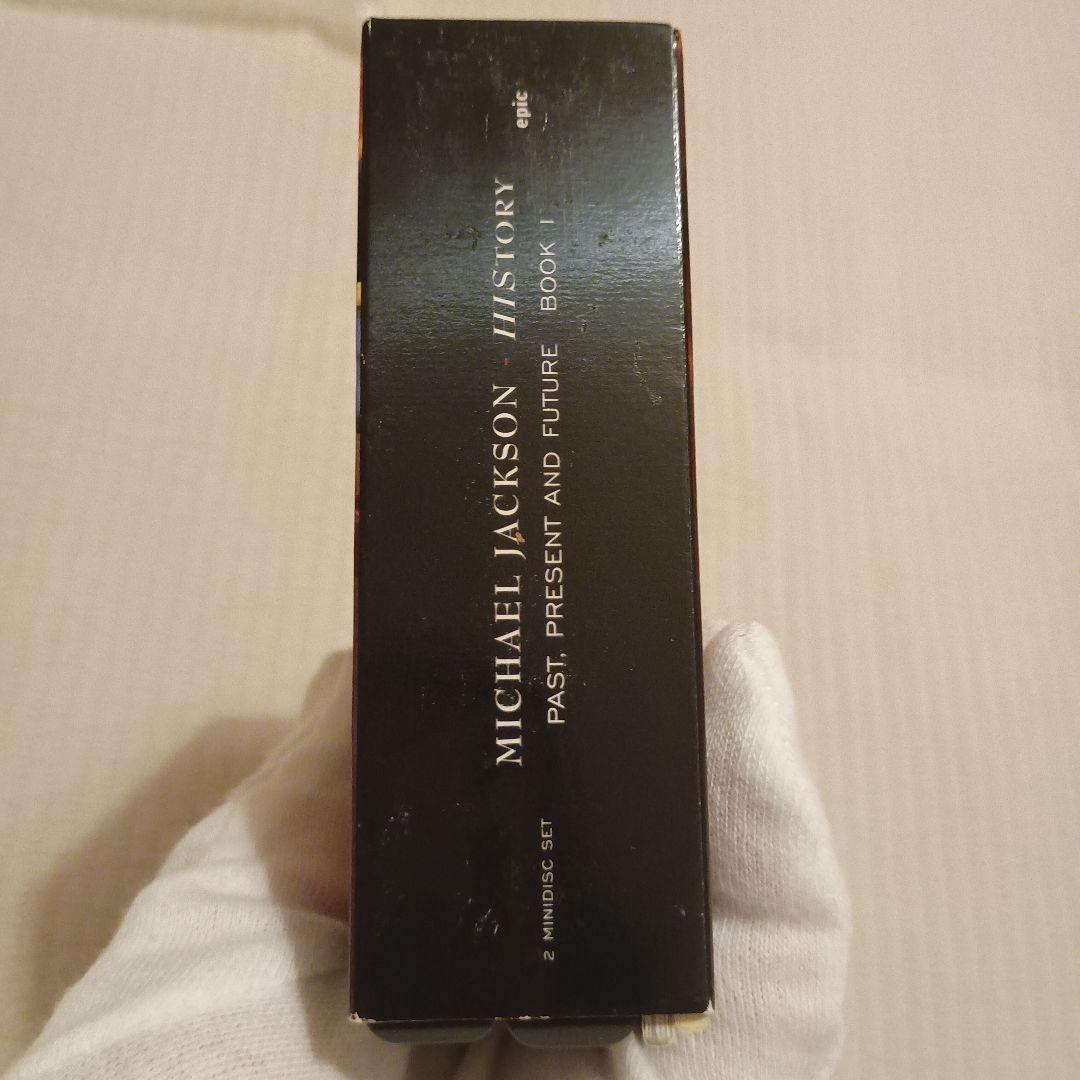 MICHAEL JACKSON · HISTORY epic
2 MINIDISC SET PAST, PRESENT AND FUTURE BOOK I